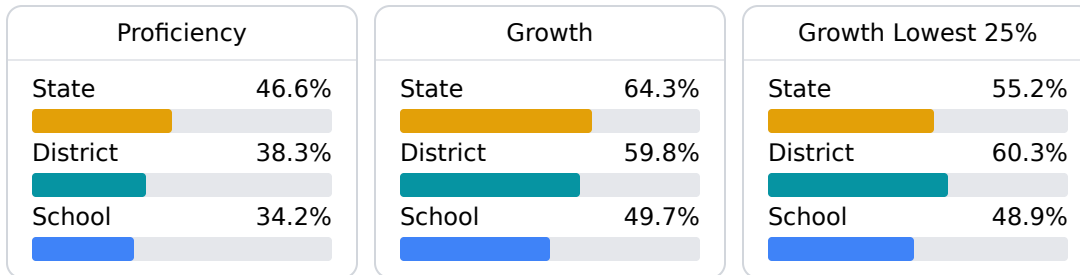 Proficiency
State 46.6%
District 38.3%
School 34.2%
Growth
State 64.3%
District 59.8%
School 49.7%
Growth Lowest 25%
State 55.2%
District 60.3%
School 48.9%